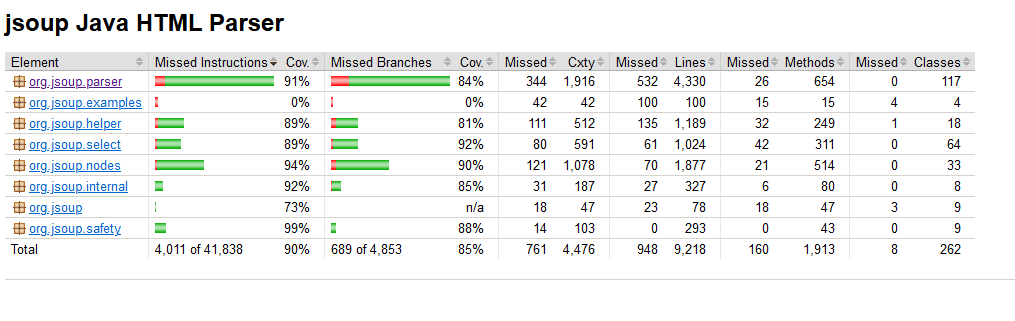 jsoup Java HTML Parser
Element Missed Instructions Cov. Missed Branches Cov. Missed Cxty Missed Lines Missed Methods Missed Classes
org.jsoup.parser 91% 84% 344 1,916 532 4,330 26 654 0 117
org.jsoup.examples 0% 0% 42 42 100 100 15 15 4 4
org.jsoup.helper 89% 81% 111 512 135 1,189 32 249 1 18
org.jsoup.select 89% 92% 80 591 61 1,024 42 311 0 64
org.jsoup.nodes 94% 90% 121 1,078 70 1,877 21 514 0 33
org.jsoup.internal 92% 85% 31 187 27 327 6 80 0 8
org.jsoup 73% n/a 18 47 23 78 18 47 3 9
org.jsoup.safety 99% 88% 14 103 0 293 0 43 0 9
Total 4,011 of 41,838 90% 689 of 4,853 85% 761 4,476 948 9,218 160 1,913 8 262